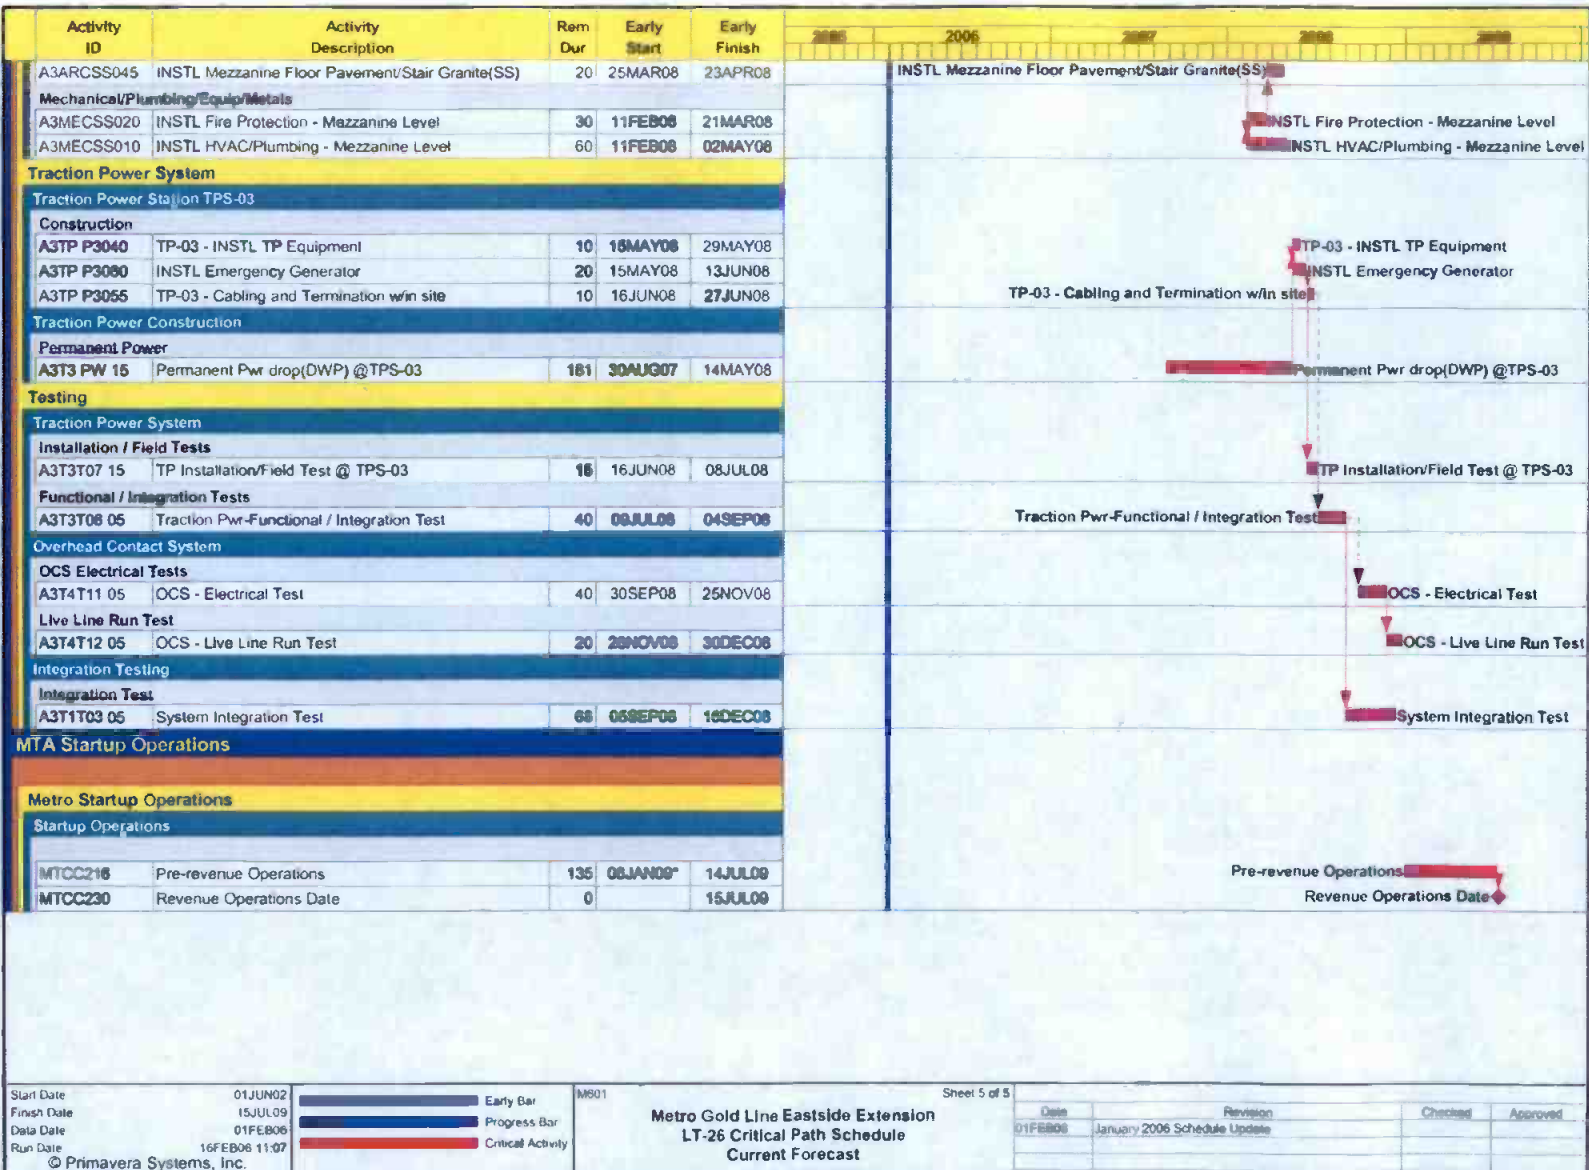 Activity ID Activity Description Rem Dur Early Start Early Finish 2005 2006 2007 2008 2009
A3ARCSS045 INSTL Mezzanine Floor Pavement/Stair Granite(SS) 20 25MAR08 23APR08 INSTL Mezzanine Floor Pavement/Stair Granite(SS)
Mechanical/Plumbing/Equip/Metals
A3MECSS020 INSTL Fire Protection - Mezzanine Level 30 11FEB08 21MAR08 INSTL Fire Protection - Mezzanine Level
A3MECSS010 INSTL HVAC/Plumbing - Mezzanine Level 60 11FEB08 02MAY08 INSTL HVAC/Plumbing - Mezzanine Level
Traction Power System
Traction Power Station TPS-03
Construction
A3TP P3040 TP-03 - INSTL TP Equipment 10 15MAY08 29MAY08 TP-03 - INSTL TP Equipment
A3TP P3060 INSTL Emergency Generator 20 15MAY08 13JUN08 INSTL Emergency Generator
A3TP P3055 TP-03 - Cabling and Termination w/in site 10 16JUN08 27JUN08 TP-03 - Cabling and Termination w/in site
Traction Power Construction
Permanent Power
A3T3 PW 15 Permanent Pwr drop(DWP) @TPS-03 181 30AUG07 14MAY08 Permanent Pwr drop(DWP) @TPS-03
Testing
Traction Power System
Installation / Field Tests
A3T3T07 15 TP Installation/Field Test @ TPS-03 16 16JUN08 08JUL08 TP Installation/Field Test @ TPS-03
Functional / Integration Tests
A3T3T08 05 Traction Pwr-Functional / Integration Test 40 09JUL08 04SEP08 Traction Pwr-Functional / Integration Test
Overhead Contact System
OCS Electrical Tests
A3T4T11 05 OCS - Electrical Test 40 30SEP08 25NOV08 OCS - Electrical Test
Live Line Run Test
A3T4T12 05 OCS - Live Line Run Test 20 26NOV08 30DEC08 OCS - Live Line Run Test
Integration Testing
Integration Test
A3T1T03 05 System Integration Test 68 05SEP08 System Integration Test
MTA Startup Operations
Metro Startup Operations
Startup Operations
MTCC216 Pre-revenue Operations 135 14JUL09 Pre-revenue Operations
MTCC230 Revenue Operations Date 0 15JUL09 Revenue Operations Date
Start Date 01JUN02
Finish Date 15JUL09
Data Date 01FEB06
Run Date 16FEB06 11:07
© Primavera Systems, Inc.
Early Bar
Progress Bar
Critical Activity
M601
Sheet 5 of 5
Metro Gold Line Eastside Extension
LT-26 Critical Path Schedule
Current Forecast
Date Revision Checked Approved
01FEB06 January 2006 Schedule Update